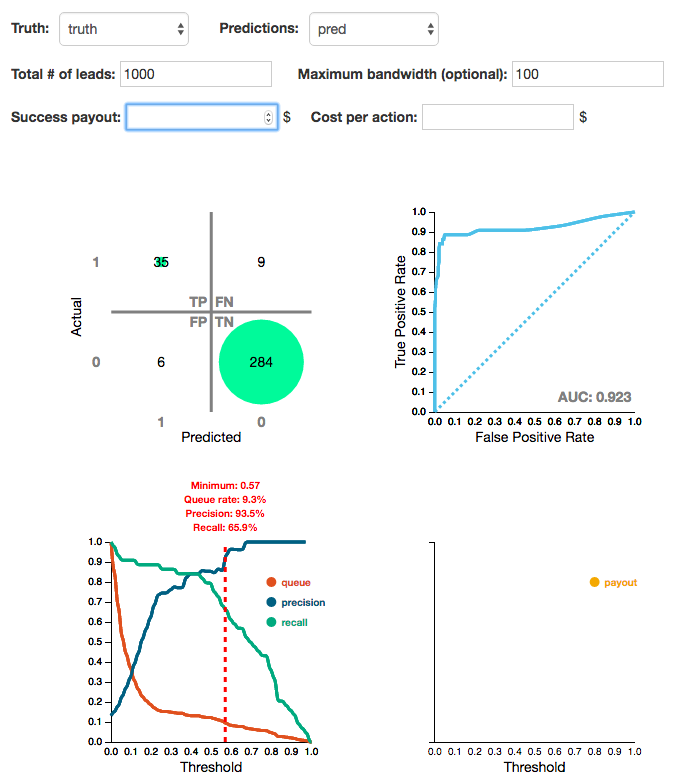 Truth: truth Predictions: pred
Total # of leads: 1000 Maximum bandwidth (optional): 100
Success payout: $ Cost per action: $
1 35 9
TP FN
Actual
FP TN
0 6 284
1 0
Predicted
1.0
0.9
0.8
0.7
0.6
0.5
0.4
0.3
0.2
0.1
0.0
True Positive Rate
AUC: 0.923
0.0 0.1 0.2 0.3 0.4 0.5 0.6 0.7 0.8 0.9 1.0
False Positive Rate
Minimum: 0.57
Queue rate: 9.3%
Precision: 93.5%
Recall: 65.9%
1.0
0.9
0.8
0.7
0.6
0.5
0.4
0.3
0.2
0.1
0.0
queue
precision
recall
0.0 0.1 0.2 0.3 0.4 0.5 0.6 0.7 0.8 0.9 1.0
Threshold
payout
0.0 0.1 0.2 0.3 0.4 0.5 0.6 0.7 0.8 0.9 1.0
Threshold